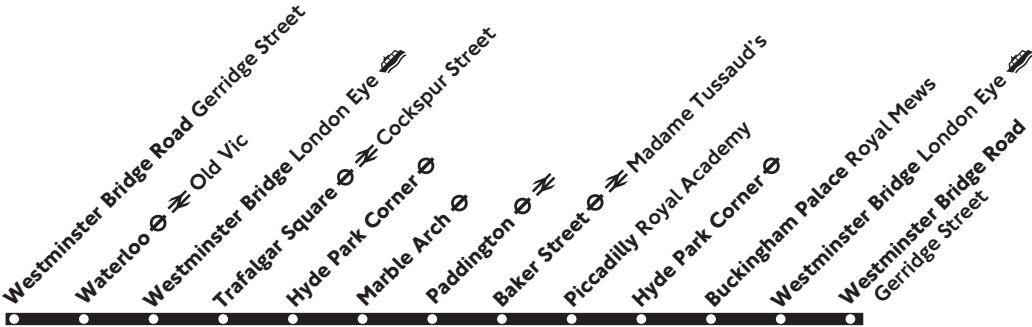 Westminster Bridge Road Gerridge Street
Waterloo Old Vic
Westminster Bridge London Eye
Trafalgar Square Cockspur Street
Hyde Park Corner
Marble Arch
Paddington
Baker Street Madame Tussaud's
Piccadilly Royal Academy
Hyde Park Corner
Buckingham Palace Royal Mews
Westminster Bridge London Eye
Westminster Bridge Road
Gerridge Street